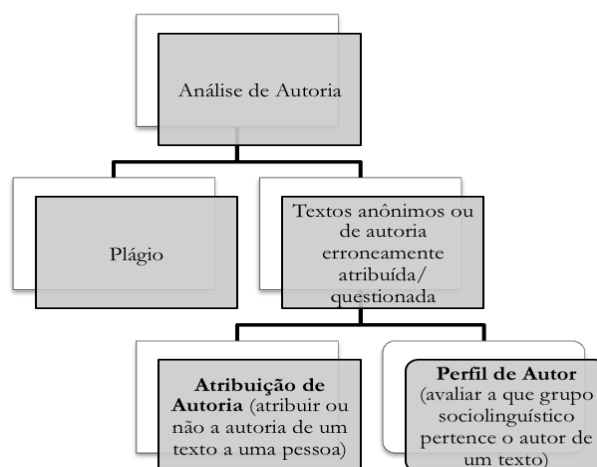 Análise de Autoria
Plágio
Textos anônimos ou
de autoria
erroneamente
atribuída/
questionada
Atribuição de
Autoria (atribuir ou
não a autoria de um
texto a uma pessoa)
Perfil de Autor
(avaliar a que grupo
sociolinguístico
pertence o autor de
um texto)